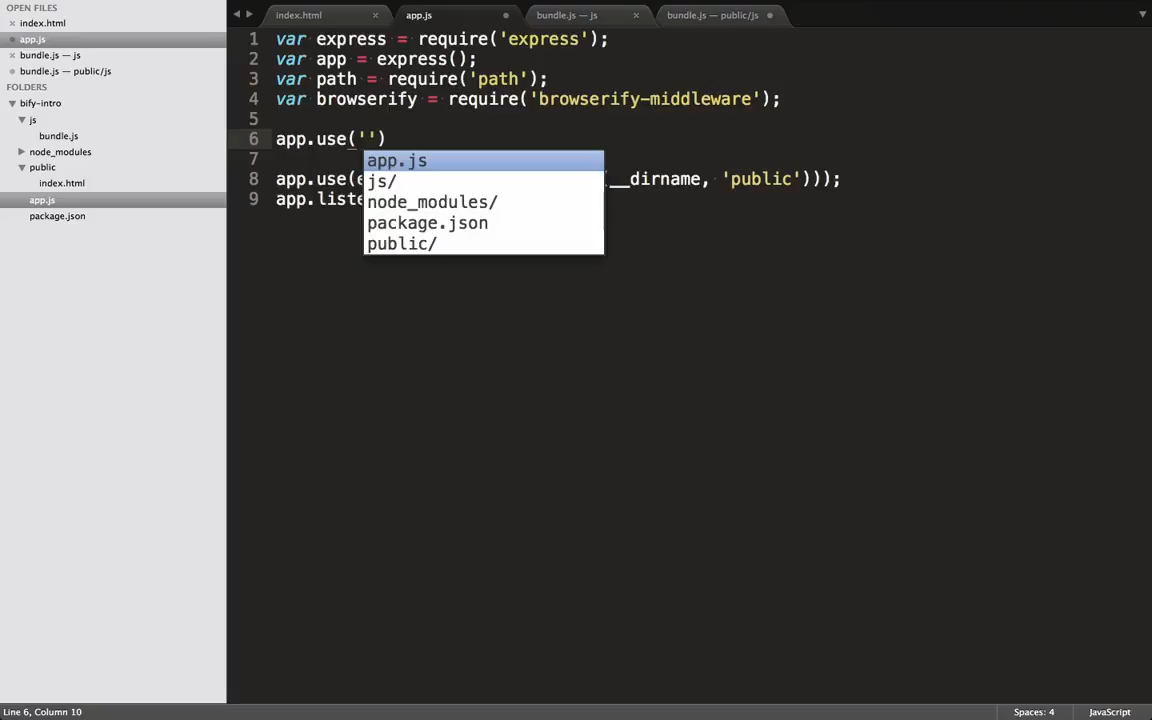 OPEN FILES
index.html
app.js
bundle.js — js
bundle.js — public/js
FOLDERS
bify-intro
js
bundle.js
node_modules
public
index.html
app.js
package.json
index.html
app.js
bundle.js — js
bundle.js — public/js
1 var express = require('express');
2 var app = express();
3 var path = require('path');
4 var browserify = require('browserify-middleware');
5
6 app.use('')
7
8 app.use(e __dirname, 'public')));
9 app.liste
app.js
js/
node_modules/
package.json
public/
Line 6, Column 10
Spaces: 4
JavaScript